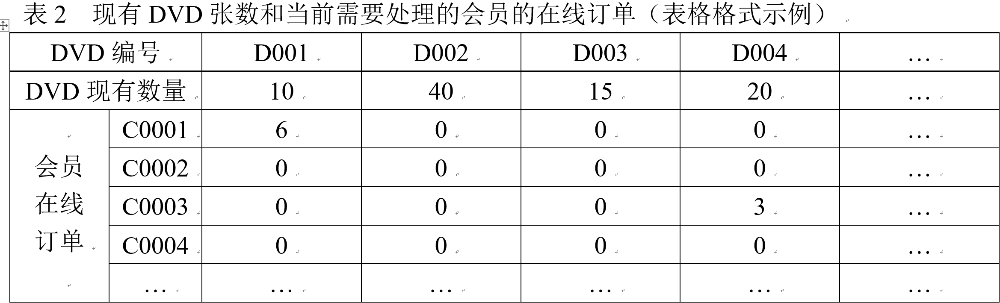 表 2 现有 DVD 张数和当前需要处理的会员的在线订单（表格格式示例）
DVD 编号 D001 D002 D003 D004 …
DVD 现有数量 10 40 15 20 …
会员
在线
订单
C0001 6 0 0 0 …
C0002 0 0 0 0 …
C0003 0 0 0 3 …
C0004 0 0 0 0 …
… … … … … …